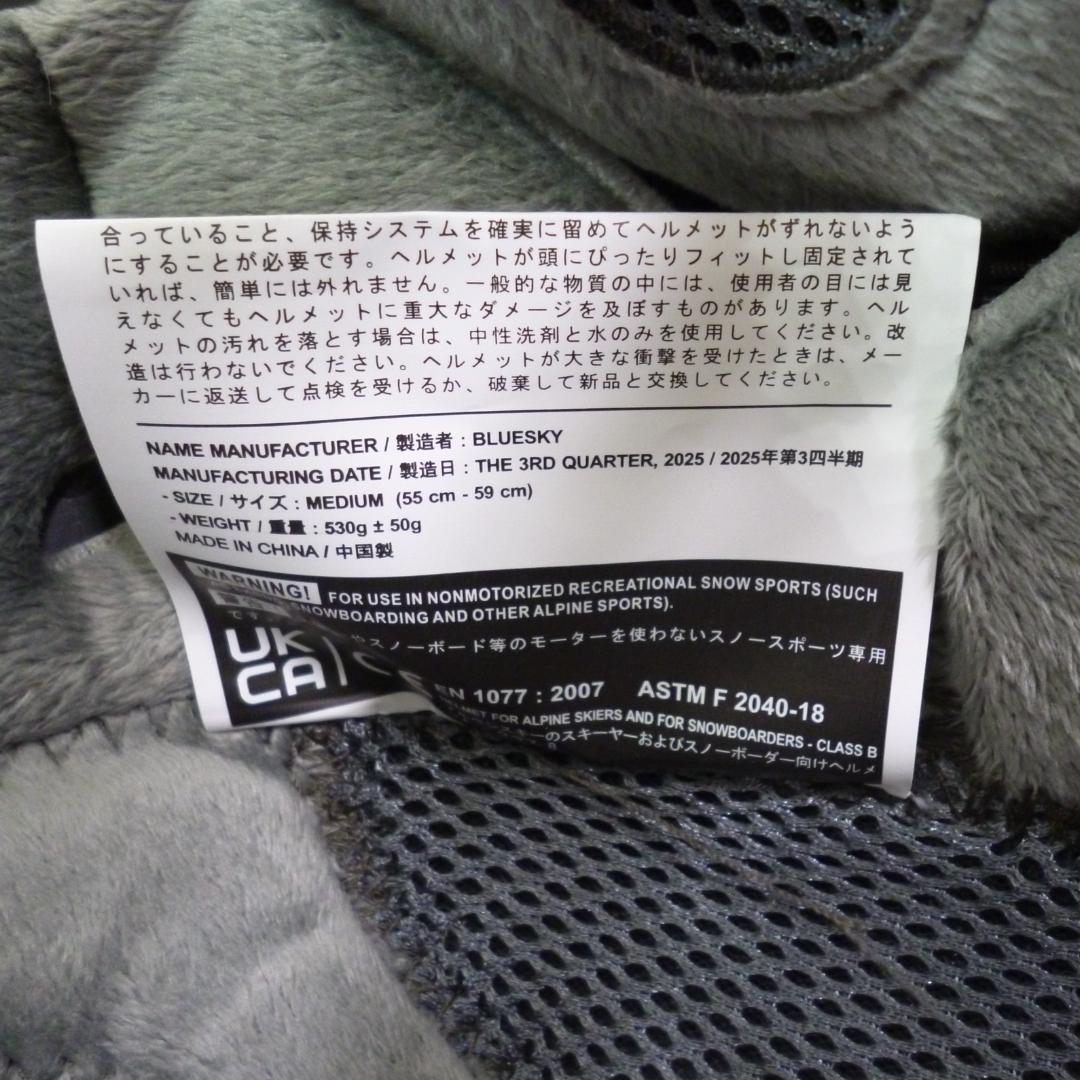 合っていること、保持システムを確実に留めてヘルメットがずれないよう
にすることが必要です。ヘルメットが頭にぴったりフィットし固定されて
いれば、簡単には外れません。一般的な物質の中には、使用者の目には見
えなくてもヘルメットに重大なダメージを及ぼすものがあります。ヘル
メットの汚れを落とす場合は、中性洗剤と水のみを使用してください。改
造は行わないでください。ヘルメットが大きな衝撃を受けたときは、メー
カーに返送して点検を受けるか、破棄して新品と交換してください。
NAME MANUFACTURER / 製造者 : BLUESKY
MANUFACTURING DATE / 製造日 : THE 3RD QUARTER, 2025 / 2025年第3四半期
- SIZE / サイズ : MEDIUM (55 cm - 59 cm)
- WEIGHT / 重量 : 530g ± 50g
MADE IN CHINA / 中国製
WARNING! FOR USE IN NONMOTORIZED RECREATIONAL SNOW SPORTS (SUCH
SNOWBOARDING AND OTHER ALPINE SPORTS).
やスノーボード等のモーターを使わないスノースポーツ専用
です
UK
CA
EN 1077 : 2007 ASTM F 2040-18
FOR ALPINE SKIERS AND FOR SNOWBOARDERS - CLASS B
のスキーヤーおよびスノーボーダー向けヘルメ